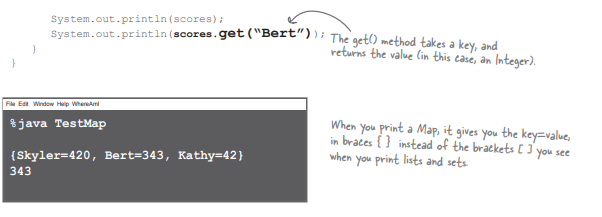 System.out.println(scores);
System.out.println(scores.get(“Bert”));
}
}
The get() method takes a key, and
returns the value (in this case, an Integer).
File Edit Window Help WhereAmI
%java TestMap
{Skyler=420, Bert=343, Kathy=42}
343
When you print a Map, it gives you the key=value,
in braces { } instead of the brackets [ ] you see
when you print lists and sets.